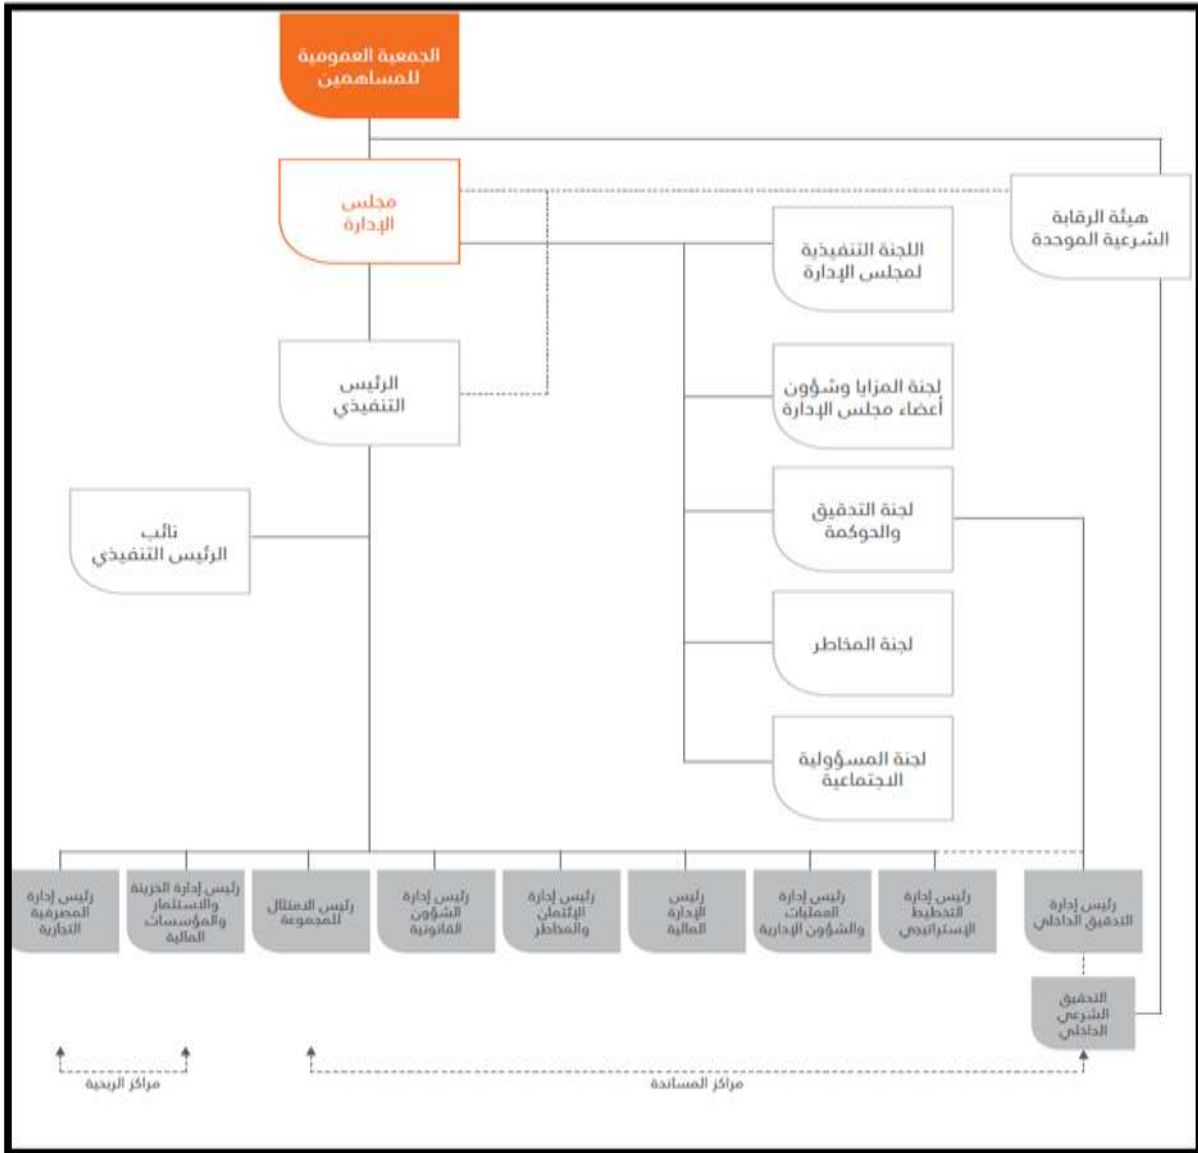 الجمعية العمومية
للمساهمين
مجلس
الإدارة
هيئة الرقابة
الشرعية الموحدة
اللجنة التنفيذية
لمجلس الإدارة
الرئيس
التنفيذي
لجنة المزايا وشؤون
أعضاء مجلس الإدارة
لجنة التدقيق
والحوكمة
نائب
الرئيس التنفيذي
لجنة المخاطر
لجنة المسؤولية
الاجتماعية
رئيس إدارة
التدقيق الداخلي
رئيس إدارة
التخطيط
الإستراتيجي
رئيس إدارة
العمليات
والشؤون الإدارية
رئيس
الإدارة
المالية
رئيس إدارة
الإئتمان
والمخاطر
رئيس إدارة
الشؤون
القانونية
رئيس الامتثال
للمجموعة
رئيس إدارة الخزينة
والاستثمار
والمؤسسات
المالية
رئيس إدارة
المصرفية
التجارية
التدقيق
الشرعي
الداخلي
مراكز المساندة
مراكز الربحية